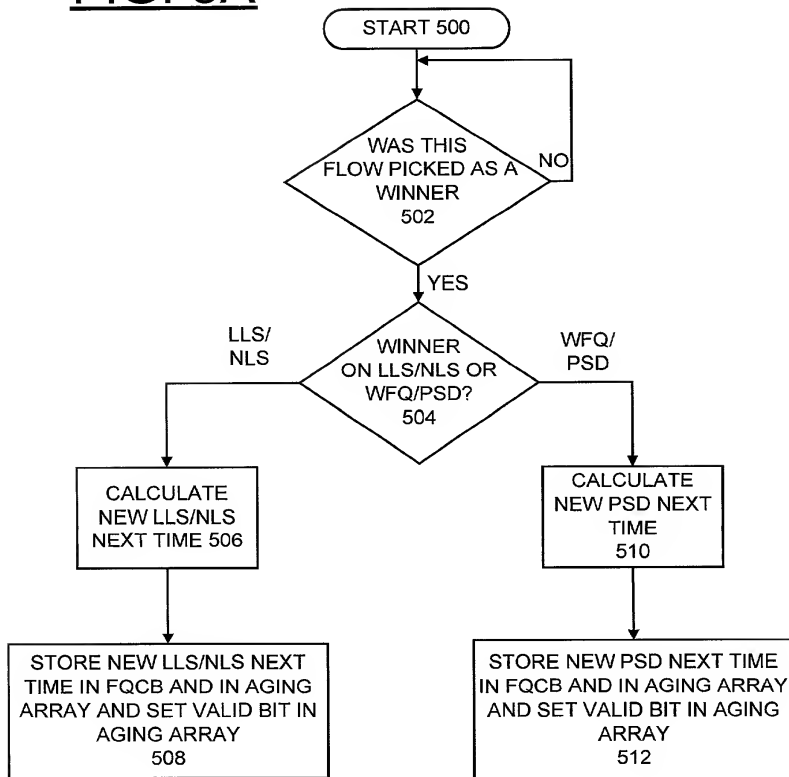 START 500
WAS THIS
FLOW PICKED AS A
WINNER
502
NO
YES
LLS/
NLS
WINNER
ON LLS/NLS OR
WFQ/PSD?
504
WFQ/
PSD
CALCULATE
NEW LLS/NLS
NEXT TIME 506
CALCULATE
NEW PSD NEXT
TIME
510
STORE NEW LLS/NLS NEXT
TIME IN FQCB AND IN AGING
ARRAY AND SET VALID BIT IN
AGING ARRAY
508
STORE NEW PSD NEXT TIME
IN FQCB AND IN AGING ARRAY
AND SET VALID BIT IN AGING
ARRAY
512